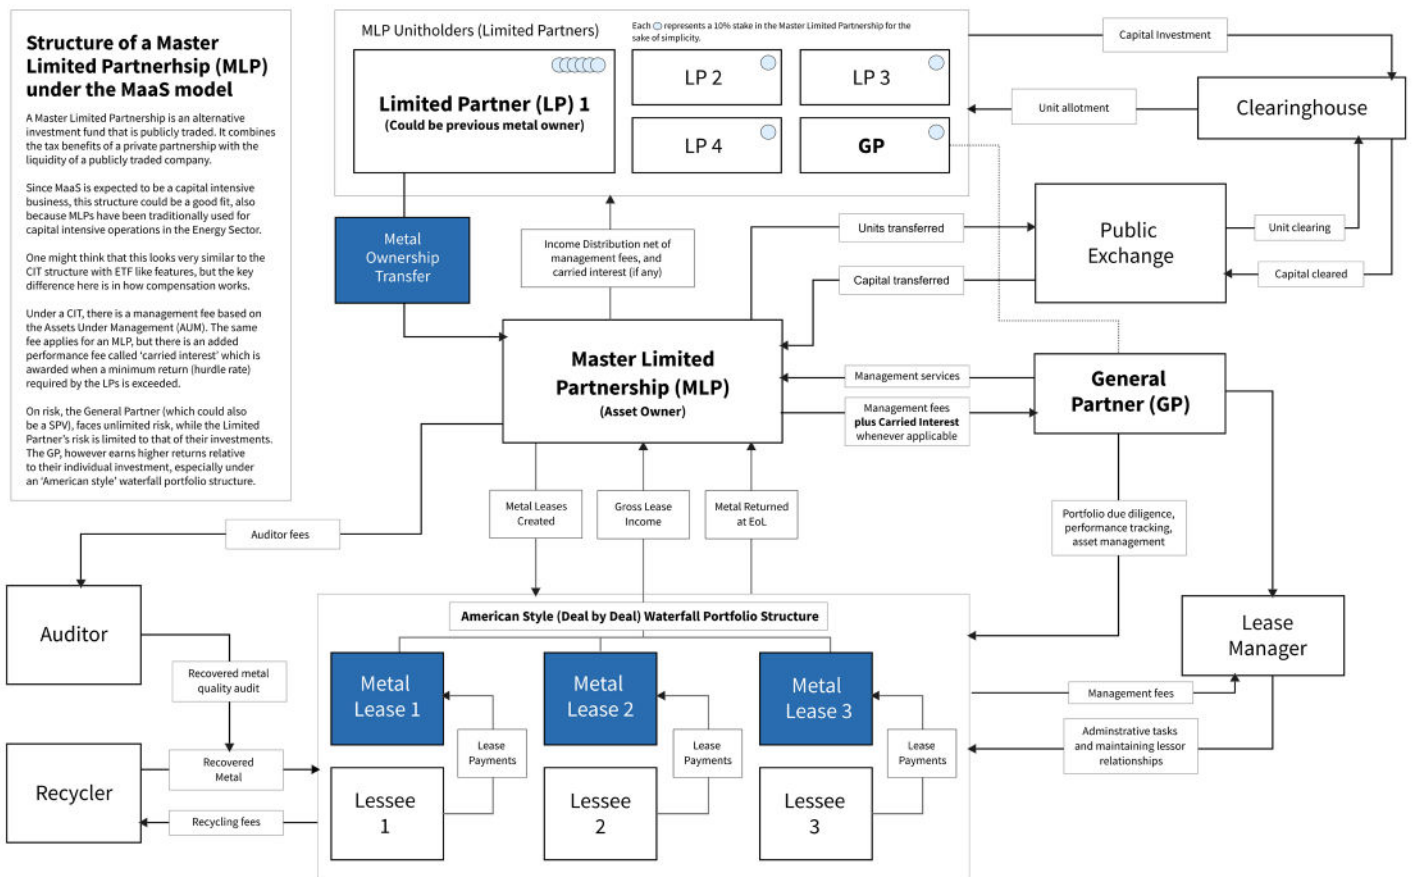 Structure of a Master
Limited Partnerhsip (MLP)
under the MaaS model
A Master Limited Partnership is an alternative
investment fund that is publicly traded. It combines
the tax benefits of a private partnership with the
liquidity of a publicly traded company.
Since MaaS is expected to be a capital intensive
business, this structure could be a good fit, also
because MLPs have been traditionally used for
capital intensive operations in the Energy Sector.
One might think that this looks very similar to the
CIT structure with ETF like features, but the key
difference here is in how compensation works.
Under a CIT, there is a management fee based on
the Assets Under Management (AUM). The same
fee applies for an MLP, but there is an added
performance fee called ‘carried interest’ which is
awarded when a minimum return (hurdle rate)
required by the LPs is exceeded.
On risk, the General Partner (which could also
be a SPV), faces unlimited risk, while the Limited
Partner’s risk is limited to that of their investments.
The GP, however earns higher returns relative
to their individual investment, especially under
an ‘American style’ waterfall portfolio structure.
MLP Unitholders (Limited Partners)
Each represents a 10% stake in the Master Limited Partnership for the
sake of simplicity.
Limited Partner (LP) 1
(Could be previous metal owner)
LP 2
LP 3
LP 4
GP
Capital Investment
Unit allotment
Clearinghouse
Metal
Ownership
Transfer
Income Distribution net of
management fees, and
carried interest (if any)
Units transferred
Capital transferred
Public
Exchange
Unit clearing
Capital cleared
Master Limited
Partnership (MLP)
(Asset Owner)
Management services
Management fees
plus Carried Interest
whenever applicable
General
Partner (GP)
Metal Leases
Created
Gross Lease
Income
Metal Returned
at EoL
Portfolio due diligence,
performance tracking,
asset management
Auditor fees
Auditor
American Style (Deal by Deal) Waterfall Portfolio Structure
Lease
Manager
Recovered metal
quality audit
Metal
Lease 1
Metal
Lease 2
Metal
Lease 3
Management fees
Adminstrative tasks
and maintaining lessor
relationships
Lease
Payments
Lease
Payments
Lease
Payments
Recycler
Recovered
Metal
Recycling fees
Lessee
1
Lessee
2
Lessee
3